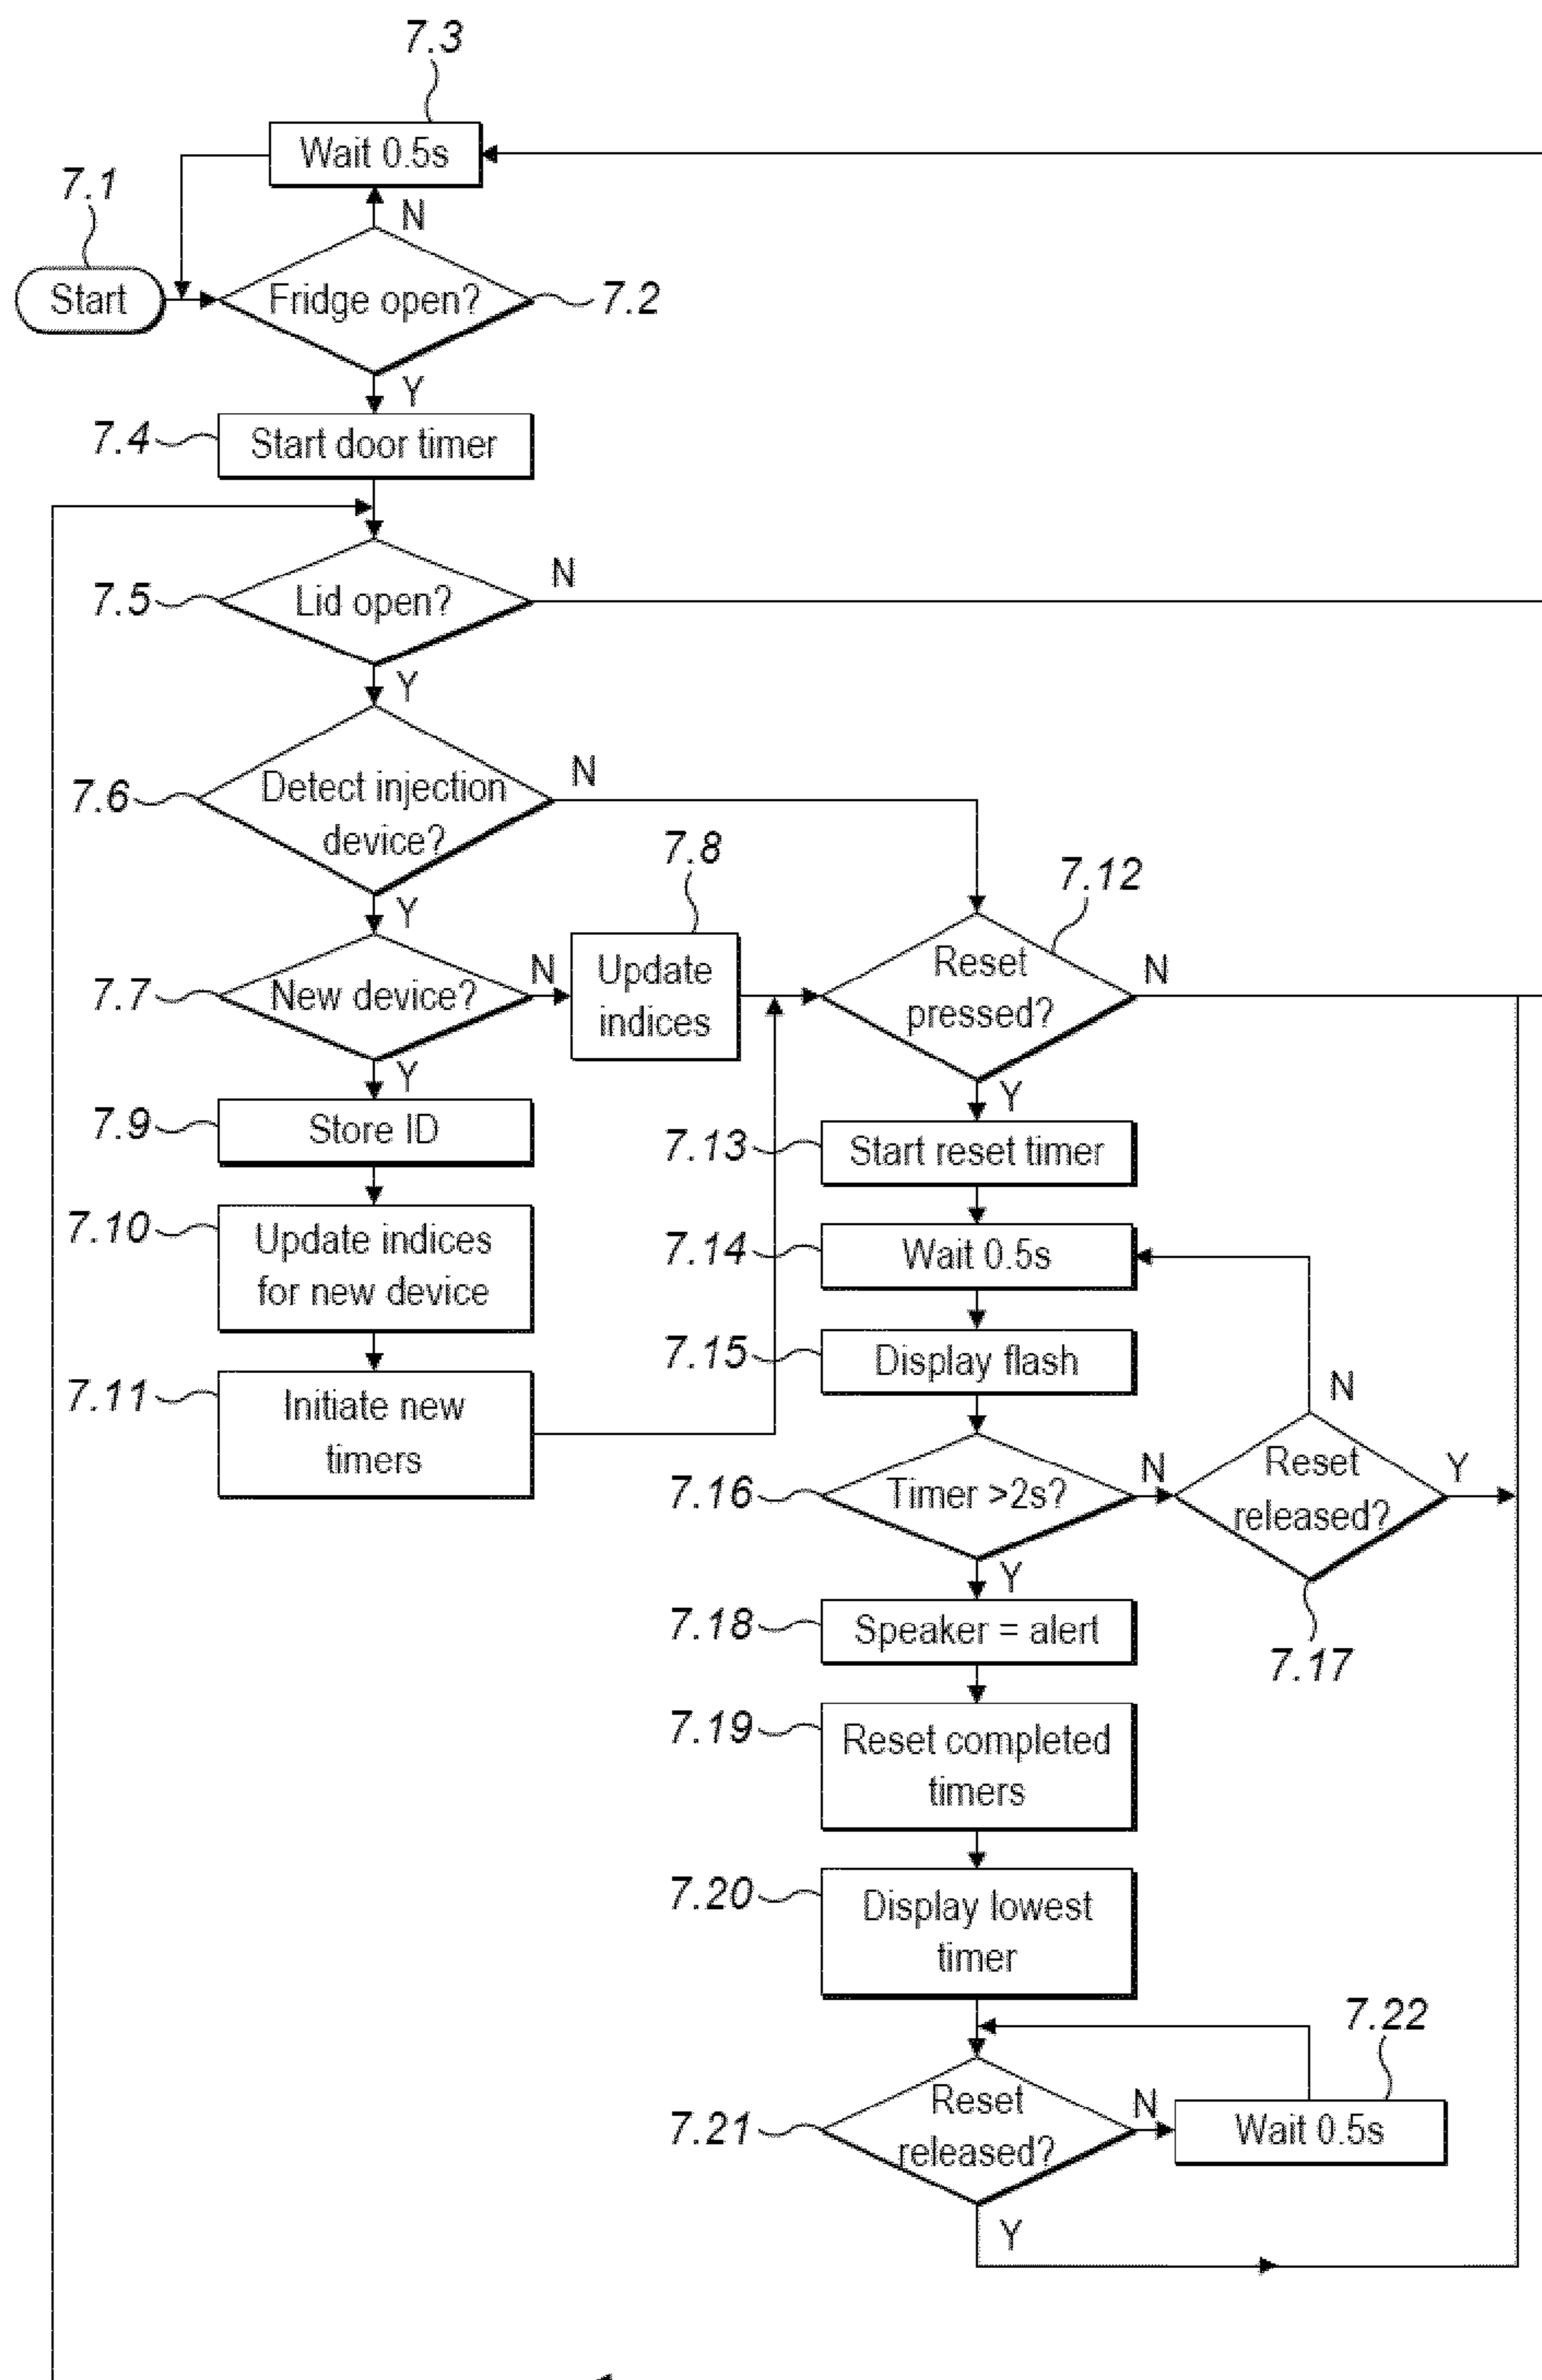 7.3
Wait 0.5s
7.1
N
Start
Fridge open?
7.2
Y
7.4
Start door timer
7.5
Lid open?
N
Y
7.6
Detect injection
device?
N
Y
7.7
New device?
N
7.8
Update
indices
7.12
Reset
pressed?
N
Y
7.9
Store ID
7.10
Update indices
for new device
7.11
Initiate new
timers
Y
7.13
Start reset timer
7.14
Wait 0.5s
7.15
Display flash
7.16
Timer >2s?
N
N
Reset
released?
Y
7.17
Y
7.18
Speaker = alert
7.19
Reset completed
timers
7.20
Display lowest
timer
7.21
Reset
released?
N
7.22
Wait 0.5s
Y